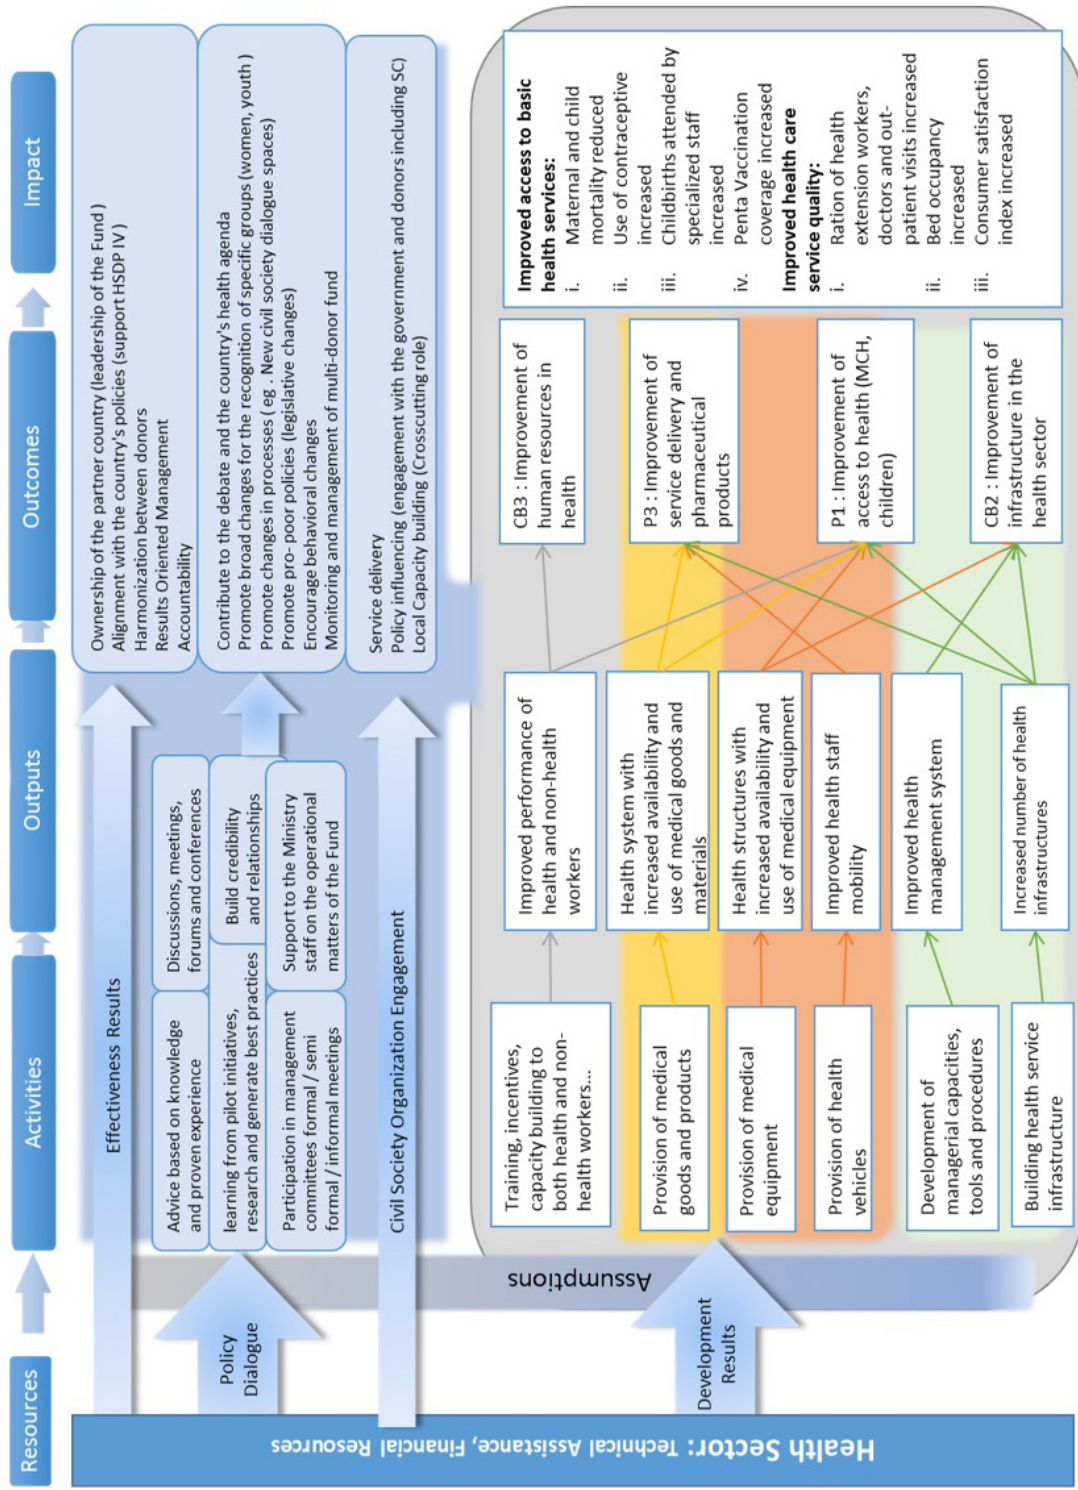 Resources
Activities
Outputs
Outcomes
Impact
Health Sector: Technical Assistance, Financial Resources
Effectiveness Results
Policy
Dialogue
Civil Society Organization Engagement
Development
Results
Assumptions
Advice based on knowledge
and proven experience
learning from pilot initiatives,
research and generate best practices
Participation in management
committees formal / semi
formal / informal meetings
Discussions, meetings,
forums and conferences
Build credibility
and relationships
Support to the Ministry
staff on the operational
matters of the Fund
Ownership of the partner country (leadership of the Fund)
Alignment with the country's policies (support HSDP IV)
Harmonization between donors
Results Oriented Management
Accountability
Contribute to the debate and the country's health agenda
Promote broad changes for the recognition of specific groups (women, youth )
Promote changes in processes ( eg . New civil society dialogue spaces)
Promote pro- poor policies (legislative changes)
Encourage behavioral changes
Monitoring and management of multi-donor fund
Service delivery
Policy influencing (engagement with the government and donors including SC)
Local Capacity building (Crosscutting role)
Training, incentives,
capacity building to
both health and non-
health workers...
Provision of medical
goods and products
Provision of medical
equipment
Provision of health
vehicles
Development of
managerial capacities,
tools and procedures
Building health service
infrastructure
Improved performance of
health and non-health
workers
Health system with
increased availability and
use of medical goods and
materials
Health structures with
increased availability and
use of medical equipment
Improved health staff
mobility
Improved health
management system
Increased number of health
infrastructures
CB3 : Improvement of
human resources in
health
P3 : Improvement of
service delivery and
pharmaceutical
products
P1 : Improvement of
access to health (MCH,
children)
CB2 : Improvement of
infrastructure in the
health sector
Improved access to basic
health services:
i. Maternal and child
mortality reduced
ii. Use of contraceptive
increased
iii. Childbirths attended by
specialized staff
increased
iv. Penta Vaccination
coverage increased
Improved health care
service quality:
i. Ration of health
extension workers,
doctors and out-
patient visits increased
ii. Bed occupancy
increased
iii. Consumer satisfaction
index increased